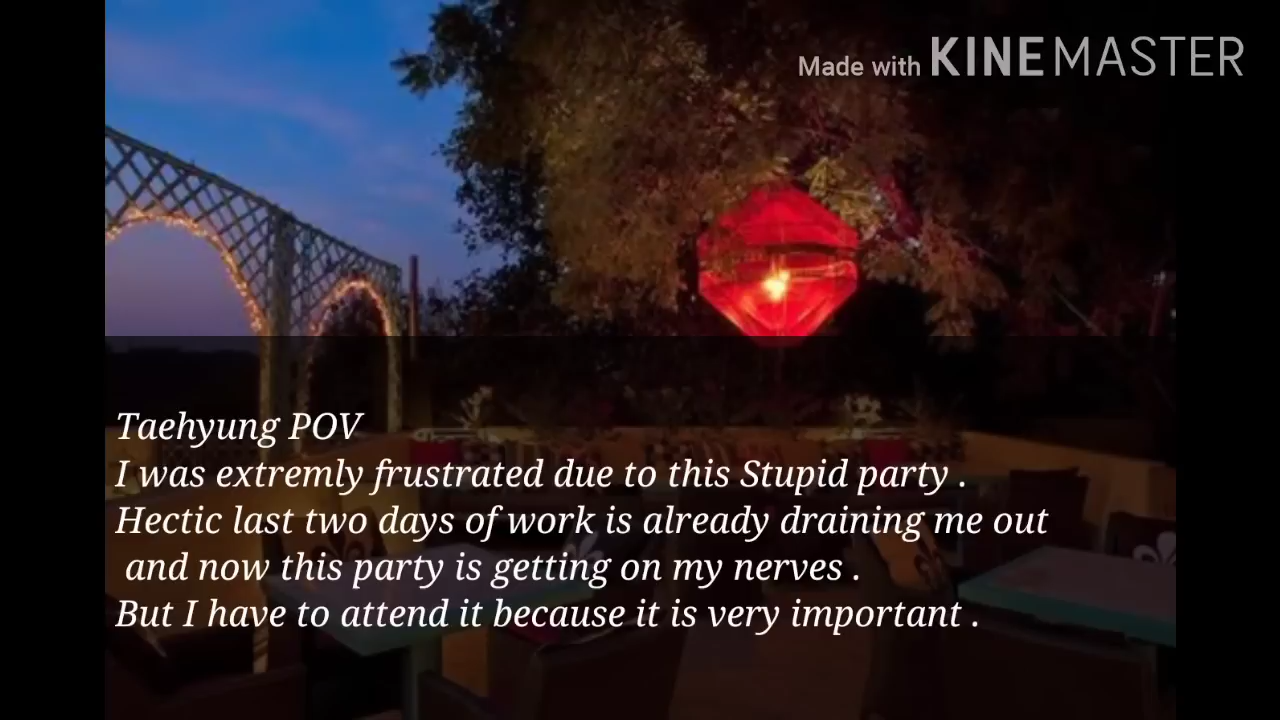 Made with KINEMASTER
Taehyung POV
I was extremly frustrated due to this Stupid party .
Hectic last two days of work is already draining me out
and now this party is getting on my nerves .
But I have to attend it because it is very important .